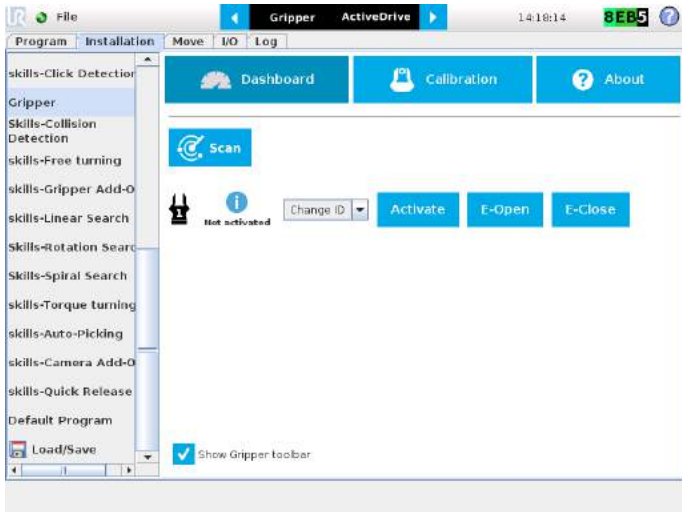 File
Gripper ActiveDrive
14:18:14
8EB5
Program Installation Move I/O Log
skills-Click Detection
Gripper
Skills-Collision
Detection
skills-Free turning
skills-Gripper Add-O
skills-Linear Search
Skills-Rotation Searc
Skills-Spiral Search
skills-Torque turning
skills-Auto-Picking
skills-Camera Add-O
skills-Quick Release
Default Program
Load/Save
Dashboard
Calibration
? About
Scan
1
Not activated
Change ID
Activate
E-Open
E-Close
Show Gripper toolbar